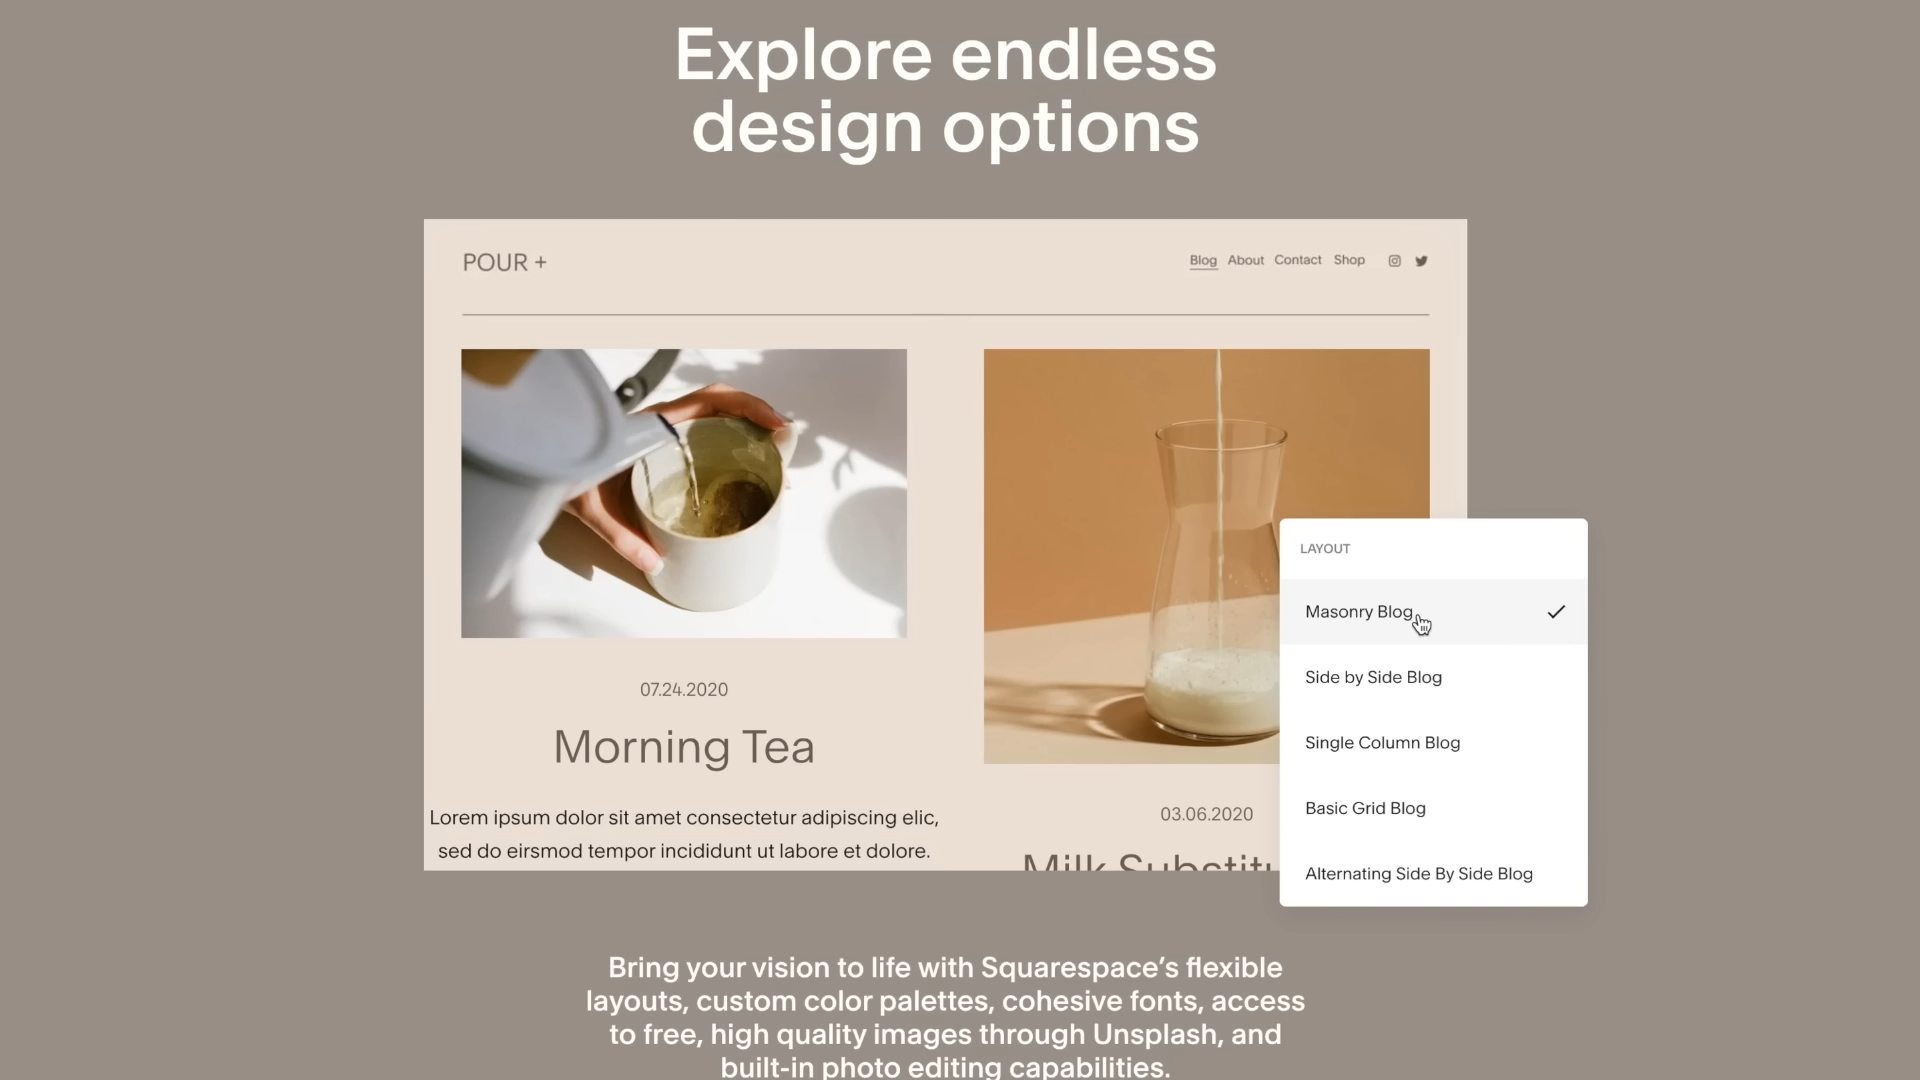 Explore endless
design options
POUR +
Blog About Contact Shop
07.24.2020
Morning Tea
Lorem ipsum dolor sit amet consectetur adipiscing elic,
sed do eirsmod tempor incididunt ut labore et dolore.
03.06.2020
Milk
LAYOUT
Masonry Blog
Side by Side Blog
Single Column Blog
Basic Grid Blog
Alternating Side By Side Blog
Bring your vision to life with Squarespace’s flexible
layouts, custom color palettes, cohesive fonts, access
to free, high quality images through Unsplash, and
built-in photo editing capabilities.